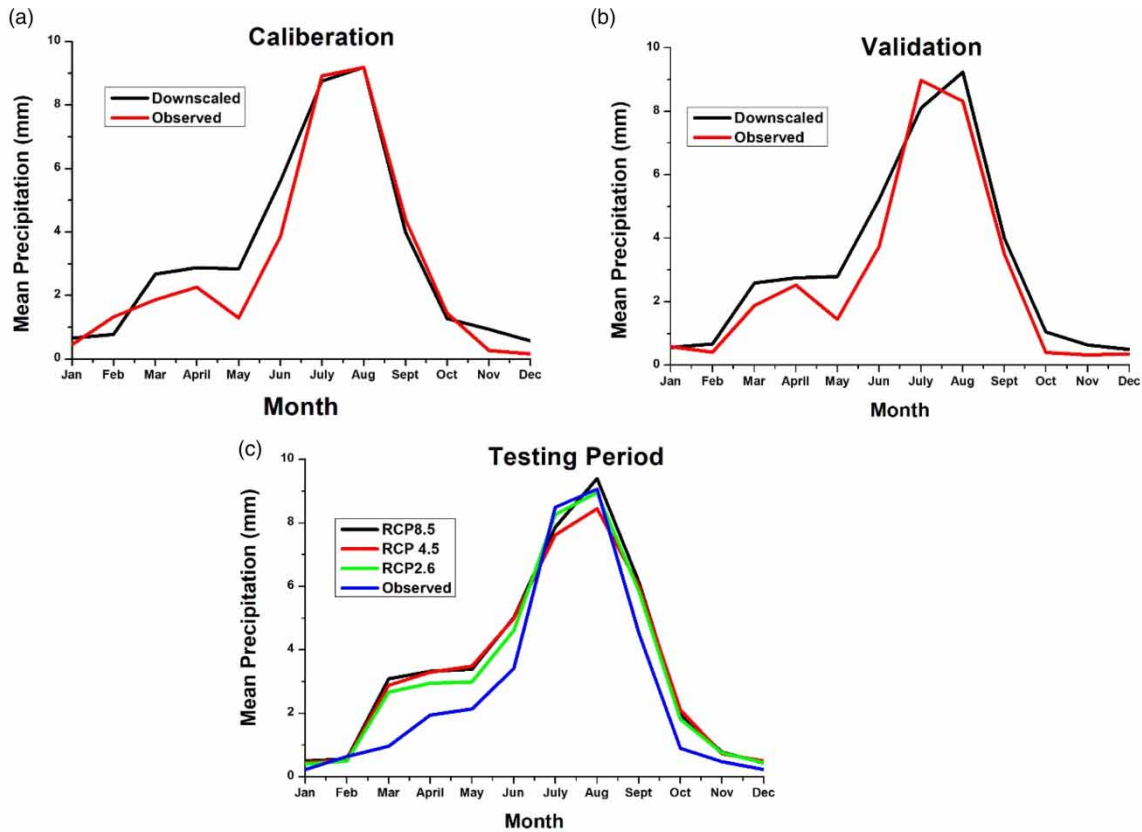 (a)
Caliberation
Downscaled
Observed
Mean Precipitation (mm)
10
8
6
4
2
0
Jan Feb Mar April May Jun July Aug Sept Oct Nov Dec
Month
(b)
Validation
Downscaled
Observed
Mean Precipitation (mm)
10
8
6
4
2
0
Jan Feb Mar April May Jun July Aug Sept Oct Nov Dec
Month
(c)
Testing Period
RCP8.5
RCP 4.5
RCP2.6
Observed
Mean Precipitation (mm)
10
8
6
4
2
0
Jan Feb Mar April May Jun July Aug Sept Oct Nov Dec
Month